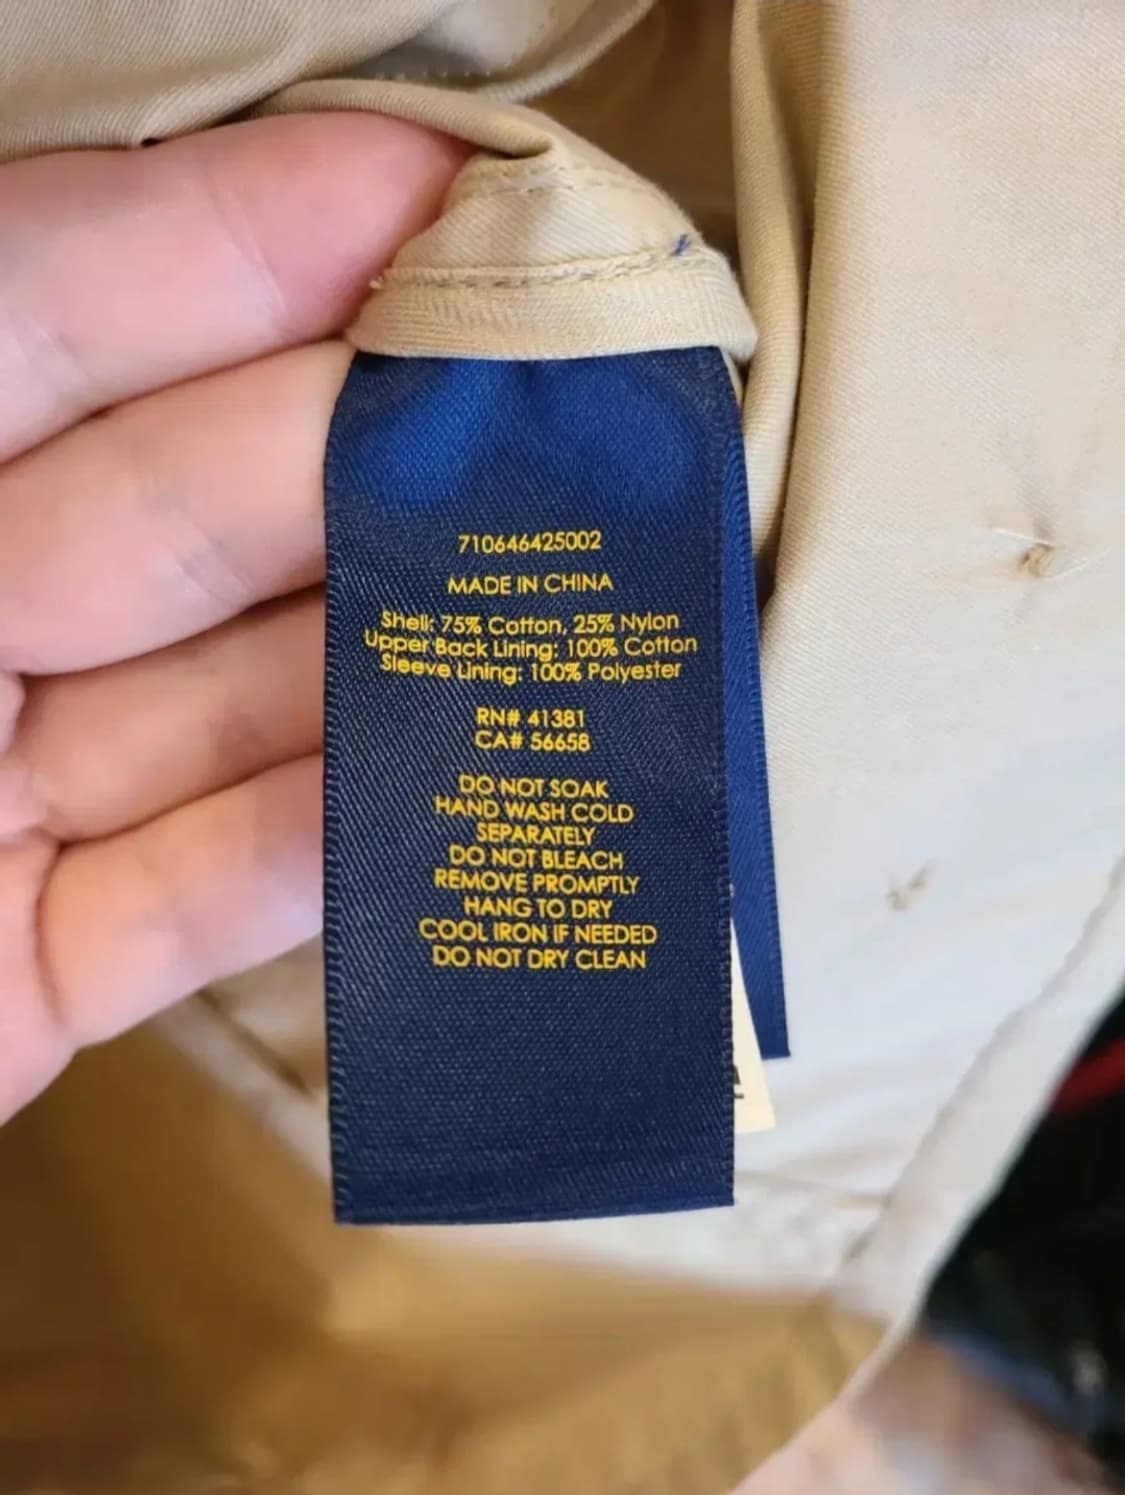 710646425002
MADE IN CHINA
Shell: 75% Cotton, 25% Nylon
Upper Back Lining: 100% Cotton
Sleeve Lining: 100% Polyester
RN# 41381
CA# 56658
DO NOT SOAK
HAND WASH COLD
SEPARATELY
DO NOT BLEACH
REMOVE PROMPTLY
HANG TO DRY
COOL IRON IF NEEDED
DO NOT DRY CLEAN